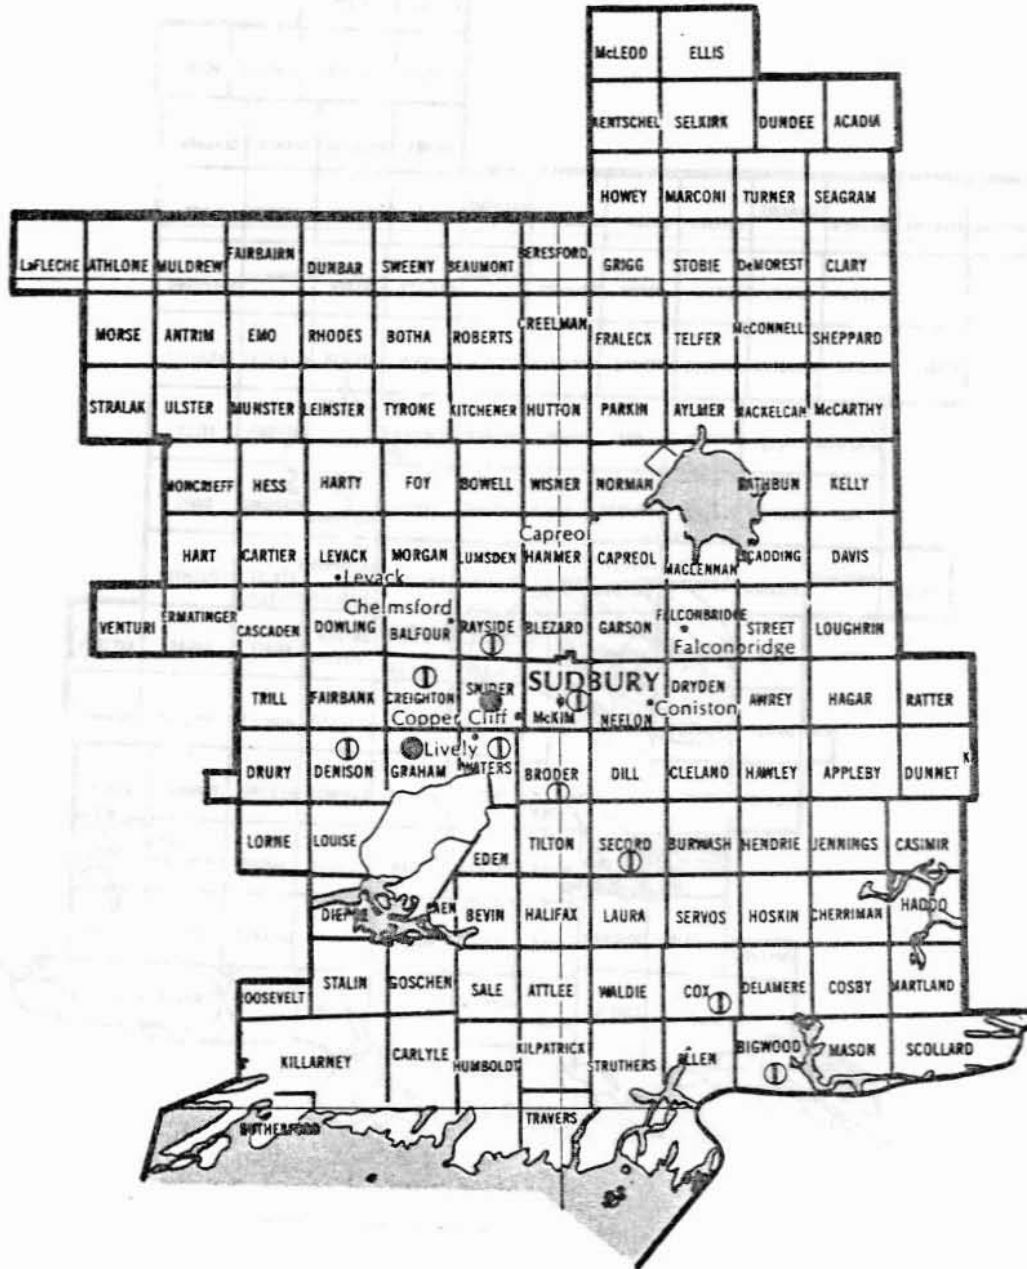 McLEOD ELLIS
SELKIRK DUNDEE ACADIA
HOWEY MARCONI TURNER SEAGRAM
BERESFORD
FAIRBAIRN
LaFLECHE ATHLONE MULDREW DUNBAR SWEENY BEAUMONT GRIGG STOBIE DeMOREST CLARY
CREELMAN McCONNELL
MORSE ANTRIM EMO RHODES BOTHA ROBERTS FRALECK TELFER SHEPPARD
STRALAK ULSTER MUNSTER LEINSTER TYRONE KITCHENER HUTTON PARKIN AYLMER MACKELCAN McCARTHY
MONCRIEFF HESS HARTY FOY BOWELL WISNER NORMAN RATHBUN KELLY
Capreol
HART CARTIER LEVACK MORGAN LUMSDEN HANMER CAPREOL MACLENNAN SCADDING DAVIS
Levack
Chelmsford
ERMATINGER FALCONBRIDGE
VENTURI CASCADEN DOWLING BALFOUR RAYSIDE BLEZARD GARSON STREET LOUGHRIN
Falconbridge
SUDBURY
TRILL FAIRBANK CREIGHTON SNIDER DRYDEN AWREY HAGAR RATTER
Copper Cliff McKIM NEELON Coniston
Lively
DRURY DENISON GRAHAM WATERS BRODER DILL CLELAND HAWLEY APPLEBY DUNNET K
LORNE LOUISE EDEN TILTON SECORD BURWASH HENDRIE JENNINGS CASIMIR
HADDO
BEVIN HALIFAX LAURA SERVOS HOSKIN CHERRIMAN
ROOSEVELT STALIN GOSCHEN SALE ATTLEE WALDIE COX DELAMERE COSBY MARTLAND
KILLARNEY CARLYLE HUMBOLDT KILPATRICK STRUTHERS ALLEN BIGWOOD MASON SCOLLARD
RUTHERFORD TRAVERS